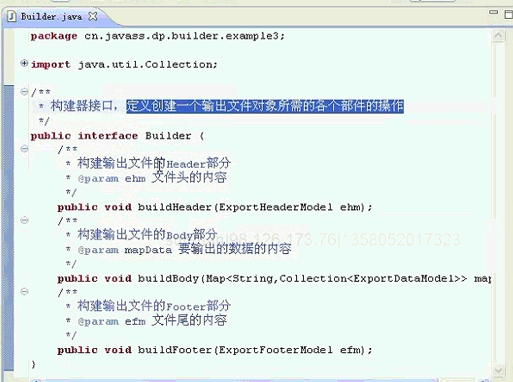 Builder.java
package cn.javass.dp.builder.example3;
import java.util.Collection;
/**
* 构建器接口，定义创建一个输出文件对象所需的各个部件的操作
*/
public interface Builder {
/**
* 构建输出文件的Header部分
* @param ehm 文件头的内容
*/
public void buildHeader(ExportHeaderModel ehm);
/**
* 构建输出文件的Body部分
* @param mapData 要输出的数据的内容
*/
public void buildBody(Map<String,Collection<ExportDataModel>> map
/**
* 构建输出文件的Footer部分
* @param efm 文件尾的内容
*/
public void buildFooter(ExportFooterModel efm);
}